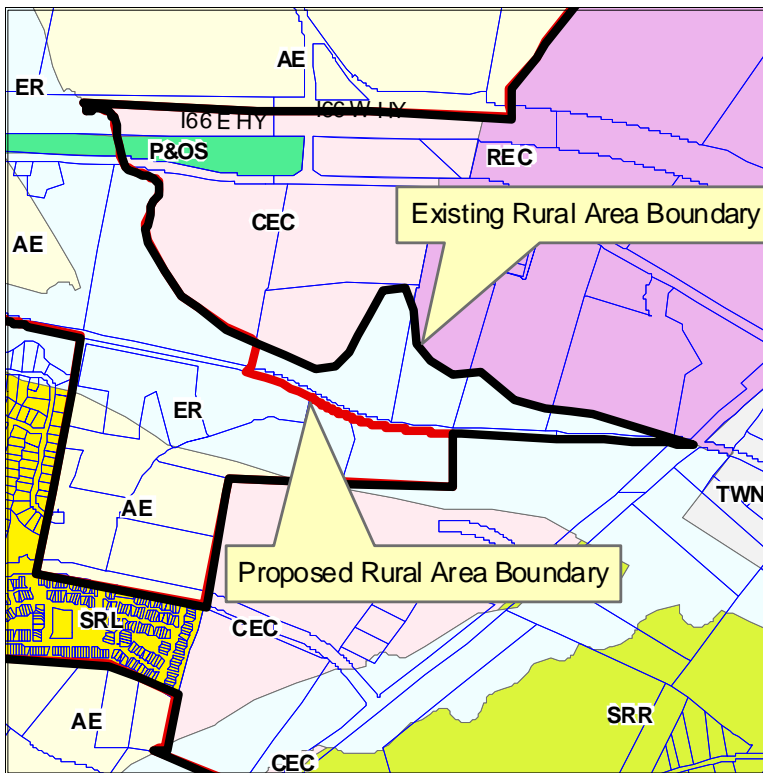 AE
ER
I66 W HY
I66 E HY
P&OS
REC
CEC
Existing Rural Area Boundary
AE
ER
TWN
AE
Proposed Rural Area Boundary
SRL
CEC
SRR
AE
CEC